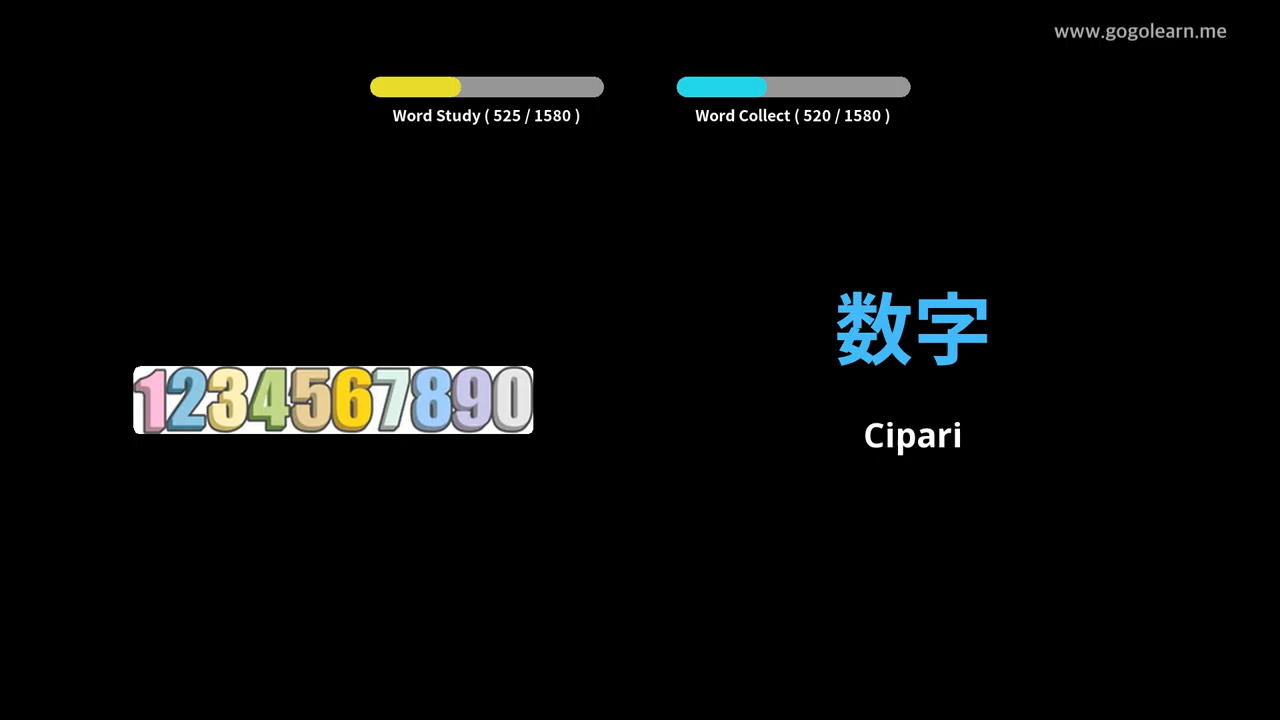 www.gogolearn.me
Word Study ( 525 / 1580 )
Word Collect ( 520 / 1580 )
数字
1234567890
Cipari